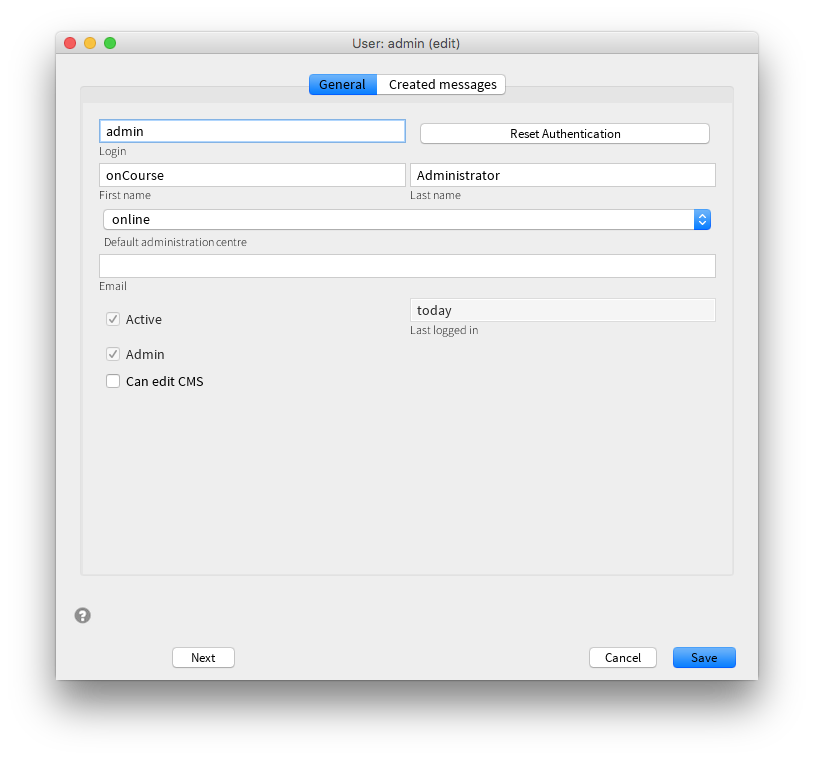 User: admin (edit)
General Created messages
admin Reset Authentication
Login
onCourse Administrator
First name Last name
online
Default administration centre
Email
today
Active
Last logged in
Admin
Can edit CMS
?
Next Cancel Save